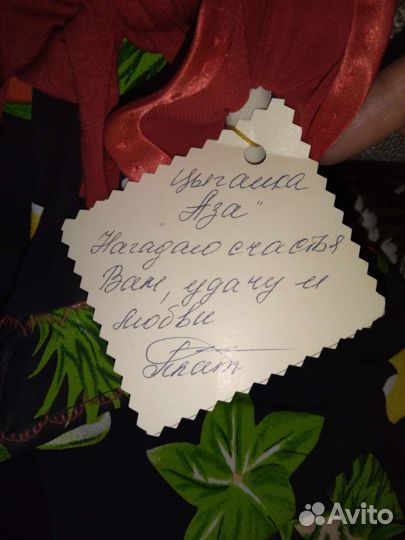 Цыганка
"Аза"
Нагадаю счастья
Вам, удачу и
любви
Avito